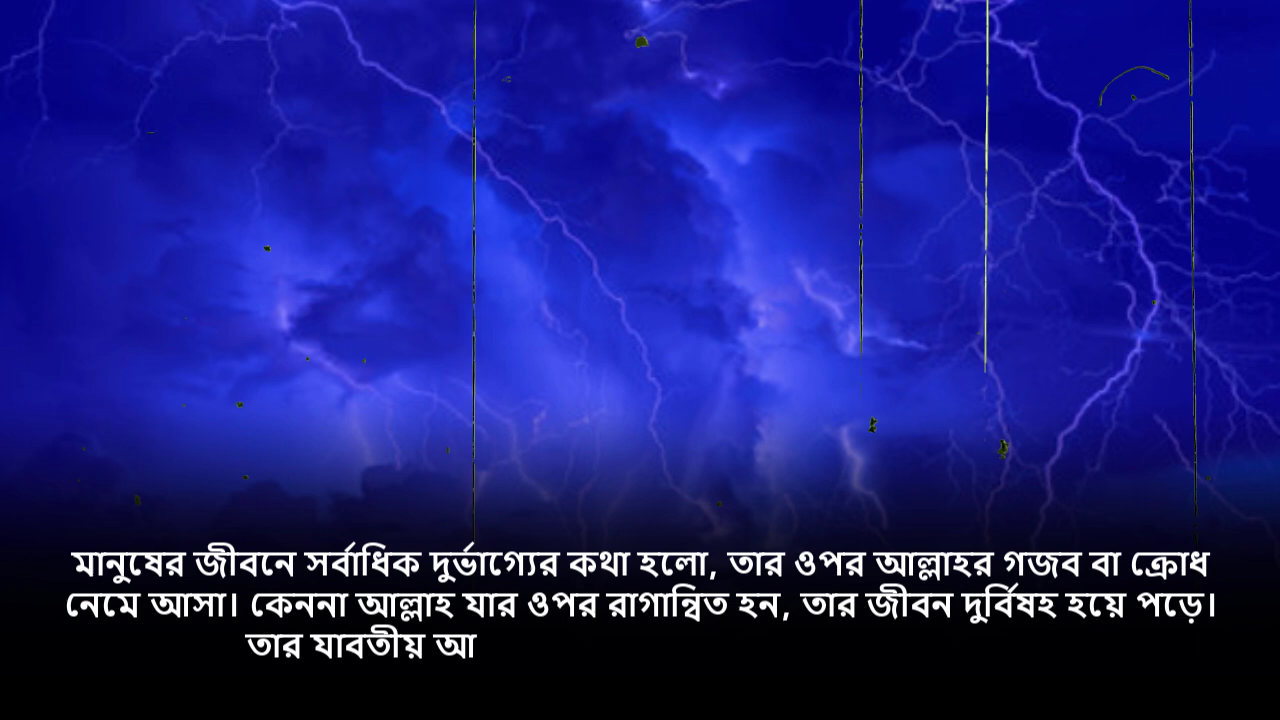 মানুষের জীবনে সর্বাধিক দুর্ভাগ্যের কথা হলো, তার ওপর আল্লাহর গজব বা ক্রোধ
নেমে আসা। কেননা আল্লাহ যার ওপর রাগান্বিত হন, তার জীবন দুর্বিষহ হয়ে পড়ে।
তার যাবতীয় আ